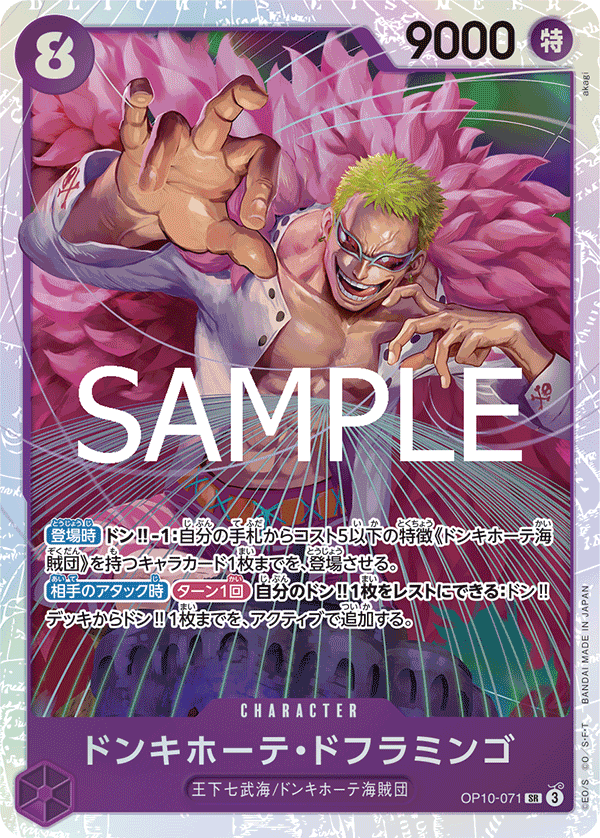 8
9000
特
akagi
SAMPLE
登場時 ドン!!-1:自分の手札からコスト5以下の特徴《ドンキホーテ海
賊団》を持つキャラカード1枚までを、登場させる。
相手のアタック時 ターン1回 自分のドン!!1枚をレストにできる:ドン!!
デッキからドン!!1枚までを、アクティブで追加する。
CHARACTER
ドンキホーテ・ドフラミンゴ
王下七武海/ドンキホーテ海賊団
OP10-071 SR 3
©E.O/S ©O/S・F・T BANDAI MADE IN JAPAN